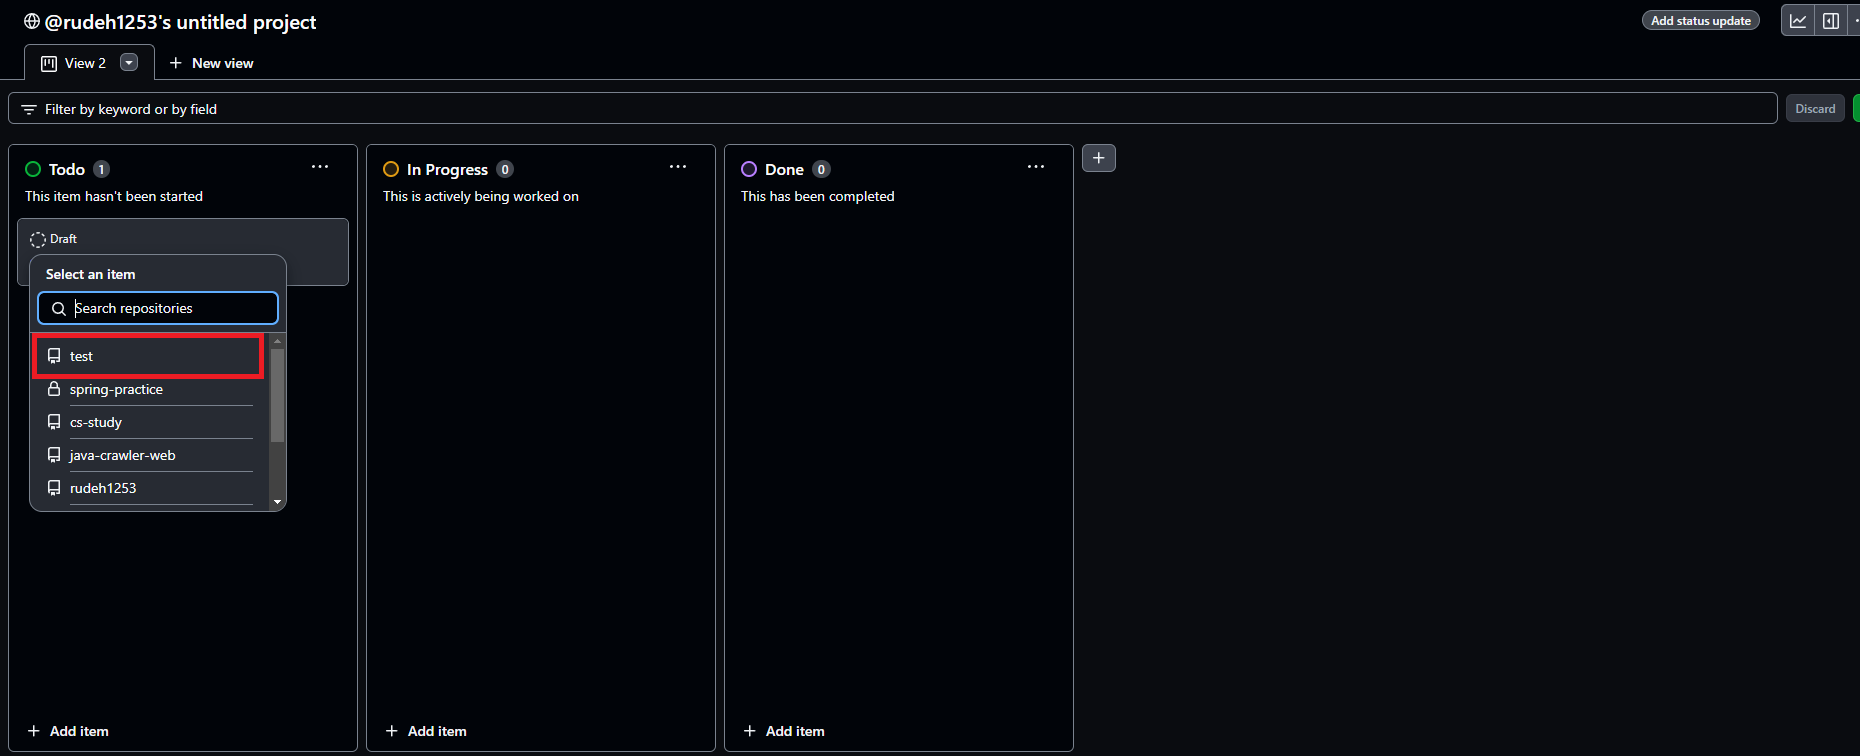 @rudeh1253's untitled project
Add status update
View 2
New view
Filter by keyword or by field
Discard
Todo 1
This item hasn't been started
Draft
Select an item
Search repositories
test
spring-practice
cs-study
java-crawler-web
rudeh1253
Add item
In Progress 0
This is actively being worked on
Add item
Done 0
This has been completed
Add item